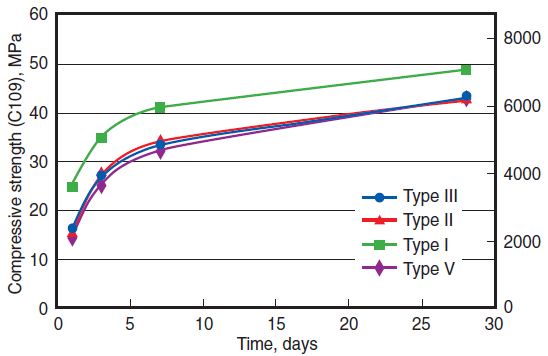 Compressive strength (C109), MPa
60
50
40
30
20
10
0
8000
6000
4000
2000
0
Type III
Type II
Type I
Type V
0 5 10 15 20 25 30
Time, days